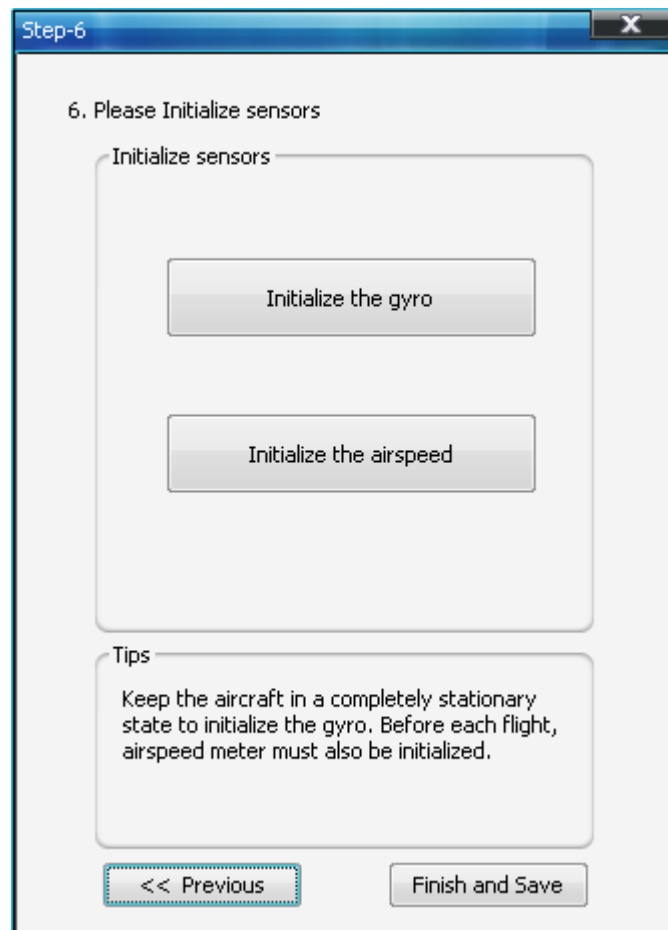 Step-6
X
6. Please Initialize sensors
Initialize sensors
Initialize the gyro
Initialize the airspeed
Tips
Keep the aircraft in a completely stationary
state to initialize the gyro. Before each flight,
airspeed meter must also be initialized.
<< Previous
Finish and Save